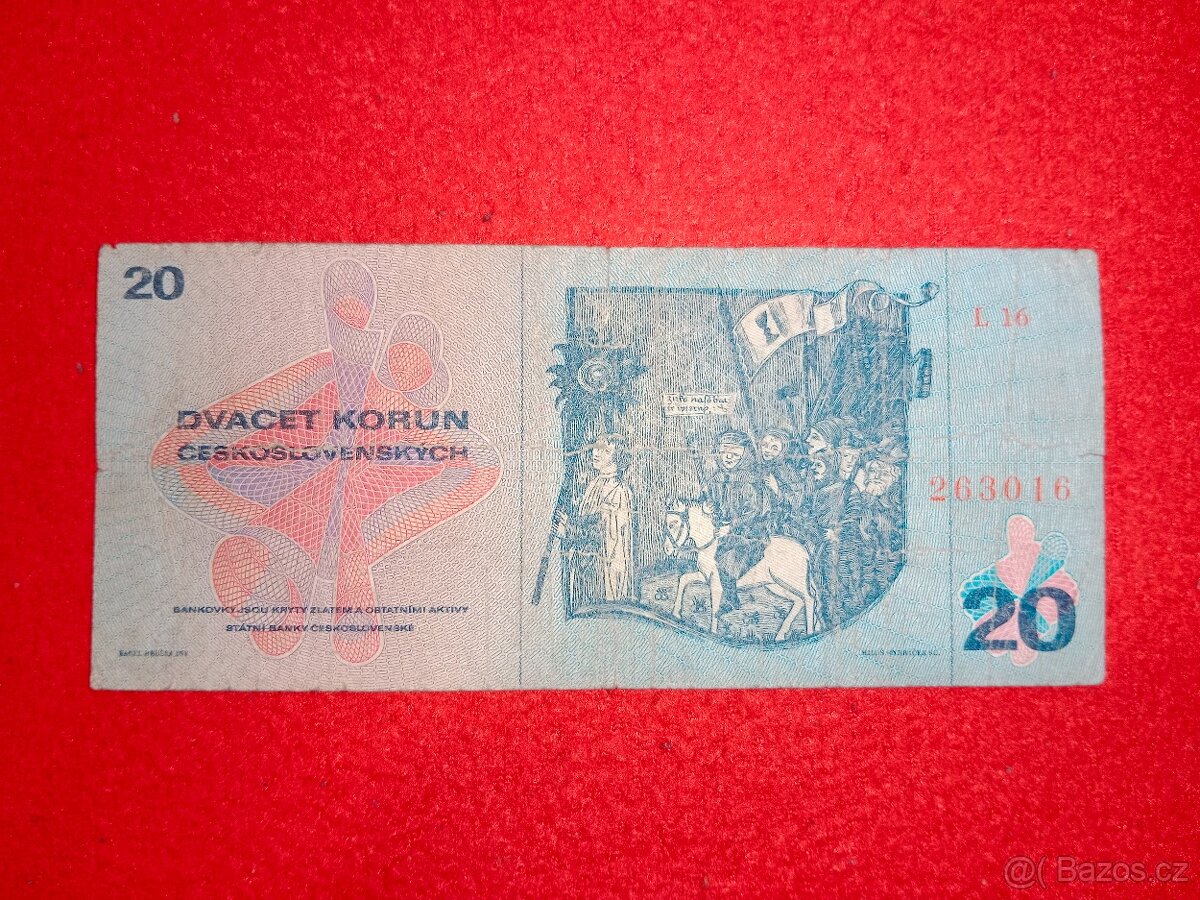 20
L 16
DVACET KORUN
ČESKOSLOVENSKÝCH
263016
BANKOVKY JSOU KRYTY ZLATEM A OSTATNÍMI AKTIVY
STÁTNÍ BANKY ČESKOSLOVENSKÉ
20
@( Bazos.cz